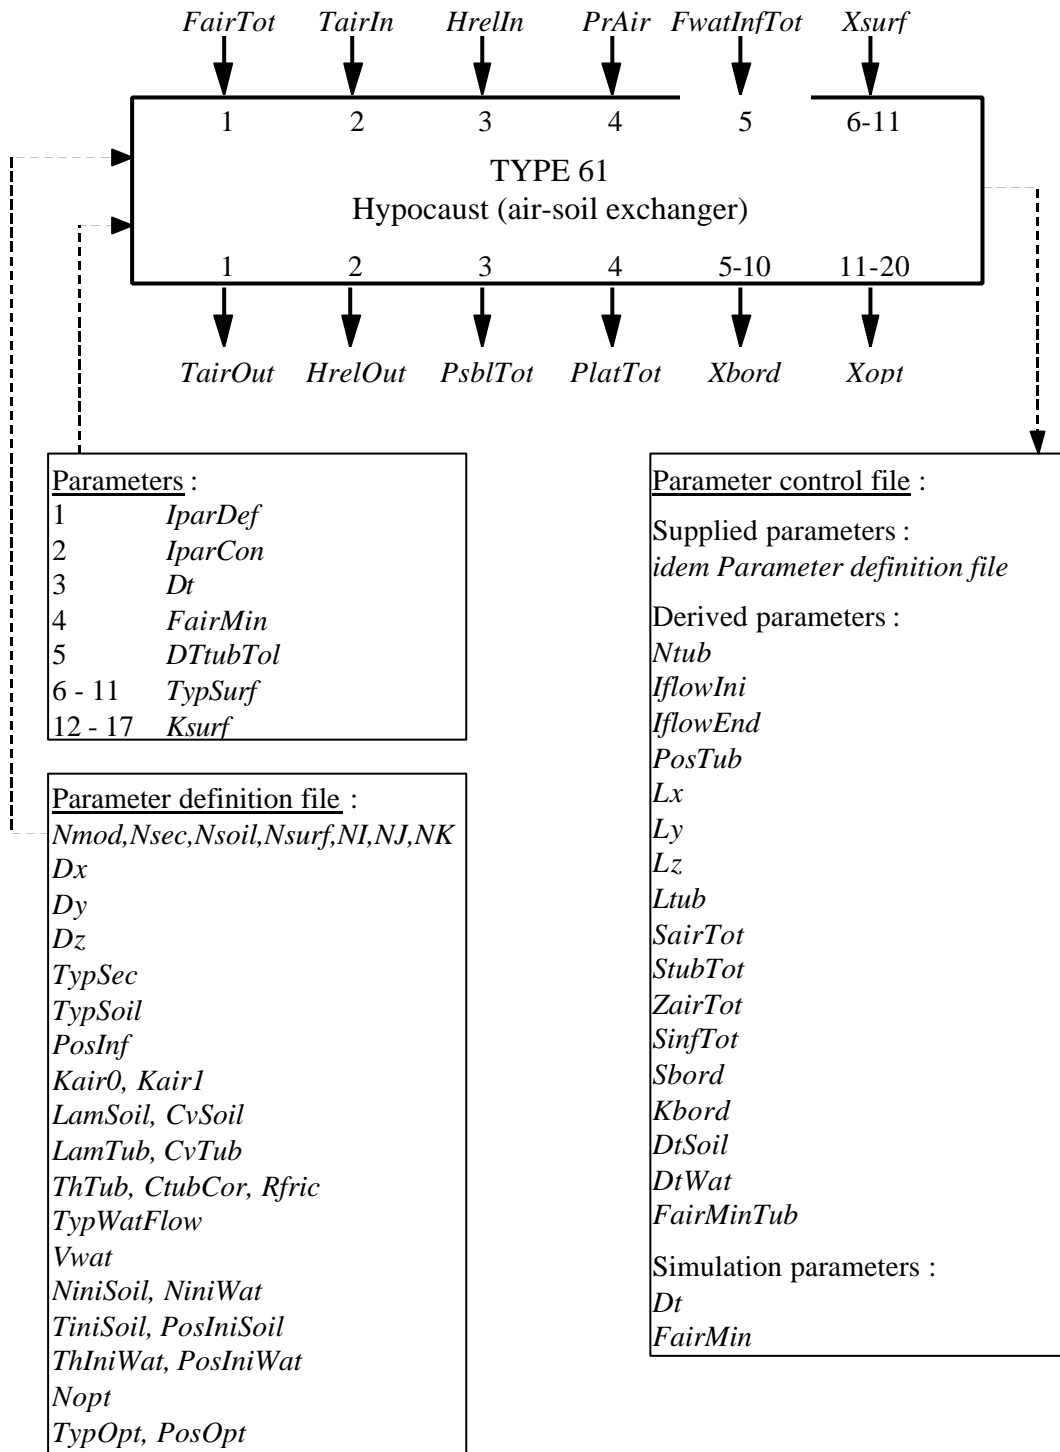 FairTot TairIn HrelIn PrAir FwatInfTot Xsurf
1 2 3 4 5 6-11
TYPE 61
Hypocaust (air-soil exchanger)
1 2 3 4 5-10 11-20
TairOut HrelOut PsblTot PlatTot Xbord Xopt
Parameters :
1 IparDef
2 IparCon
3 Dt
4 FairMin
5 DTtubTol
6 - 11 TypSurf
12 - 17 Ksurf
Parameter definition file :
Nmod,Nsec,Nsoil,Nsurf,NI,NJ,NK
Dx
Dy
Dz
TypSec
TypSoil
PosInf
Kair0, Kair1
LamSoil, CvSoil
LamTub, CvTub
ThTub, CtubCor, Rfric
TypWatFlow
Vwat
NiniSoil, NiniWat
TiniSoil, PosIniSoil
ThIniWat, PosIniWat
Nopt
TypOpt, PosOpt
Parameter control file :
Supplied parameters :
idem Parameter definition file
Derived parameters :
Ntub
IflowIni
IflowEnd
PosTub
Lx
Ly
Lz
Ltub
SairTot
StubTot
ZairTot
SinfTot
Sbord
Kbord
DtSoil
DtWat
FairMinTub
Simulation parameters :
Dt
FairMin